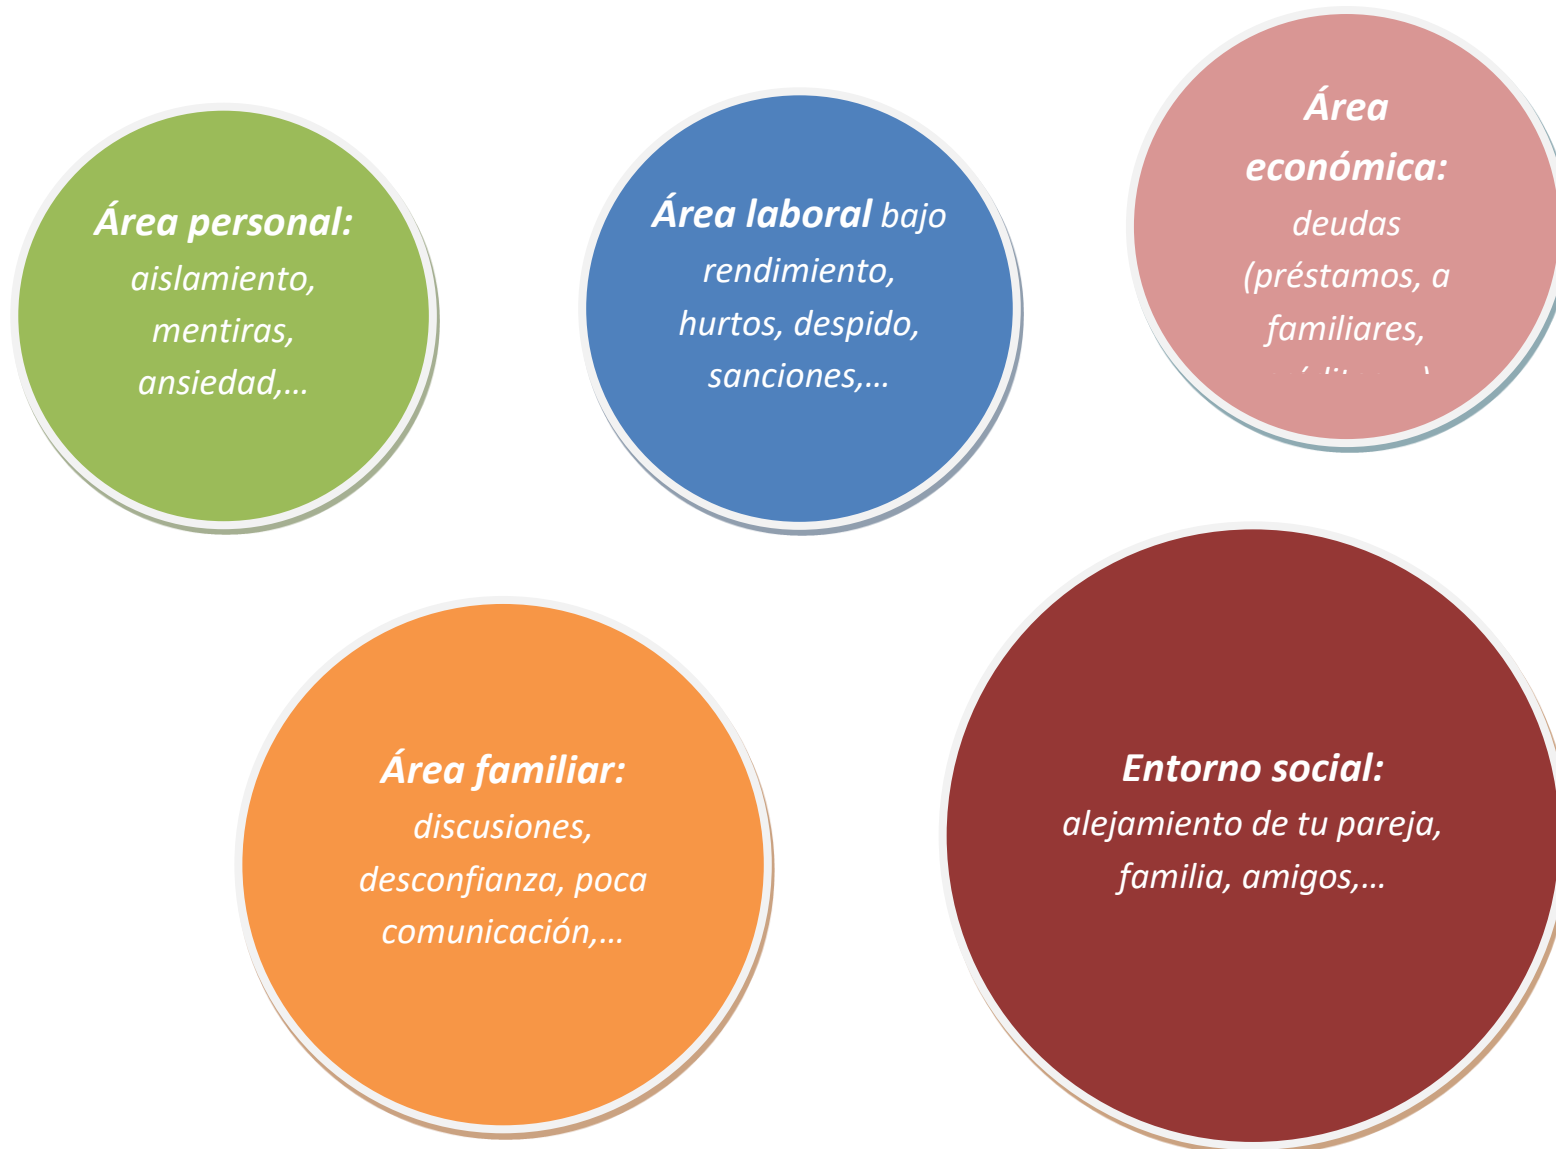 Área personal:
aislamiento,
mentiras,
ansiedad,...
Área laboral bajo
rendimiento,
hurtos, despido,
sanciones,...
Área
económica:
deudas
(préstamos, a
familiares,
Área familiar:
discusiones,
desconfianza, poca
comunicación,...
Entorno social:
alejamiento de tu pareja,
familia, amigos,...